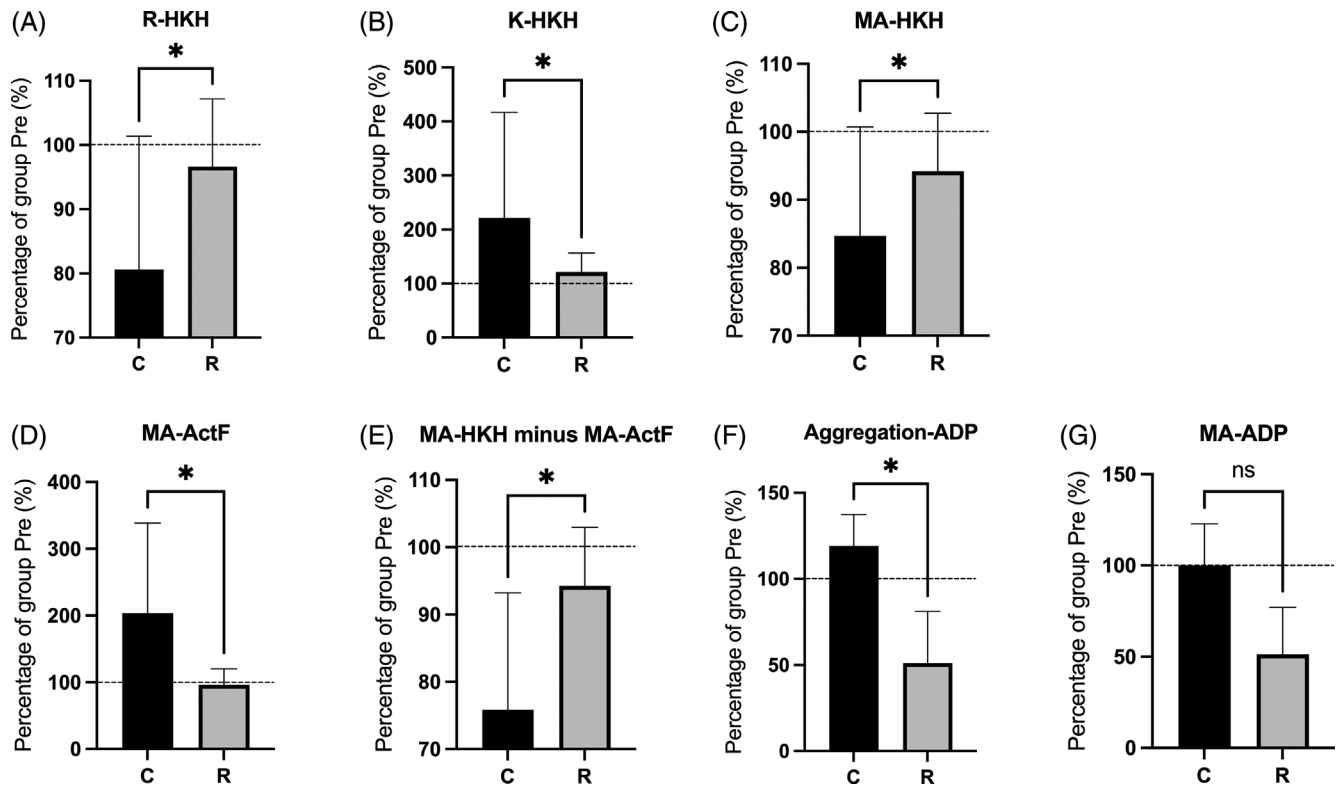 (A) R-HKH
Percentage of group Pre (%)
110
100
90
80
70
*
C R
(B) K-HKH
Percentage of group Pre (%)
500
400
300
200
100
0
*
C R
(C) MA-HKH
Percentage of group Pre (%)
110
100
90
80
70
*
C R
(D) MA-ActF
Percentage of group Pre (%)
400
300
200
100
0
*
C R
(E) MA-HKH minus MA-ActF
Percentage of group Pre (%)
110
100
90
80
70
*
C R
(F) Aggregation-ADP
Percentage of group Pre (%)
150
100
50
0
*
C R
(G) MA-ADP
Percentage of group Pre (%)
150
100
50
0
ns
C R